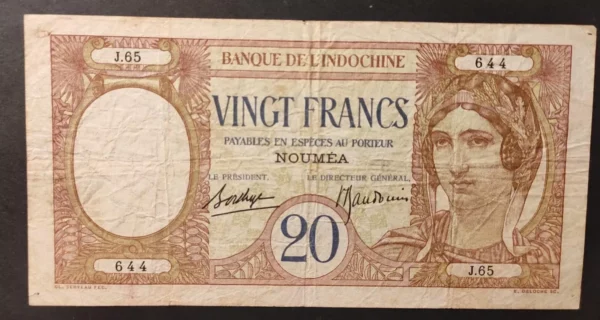 BANQUE DE L'INDOCHINE
J.65
644
VINGT FRANCS
PAYABLES EN ESPÈCES AU PORTEUR
NOUMÉA
LE PRÉSIDENT.
LE DIRECTEUR GÉNÉRAL.
20
644
J.65